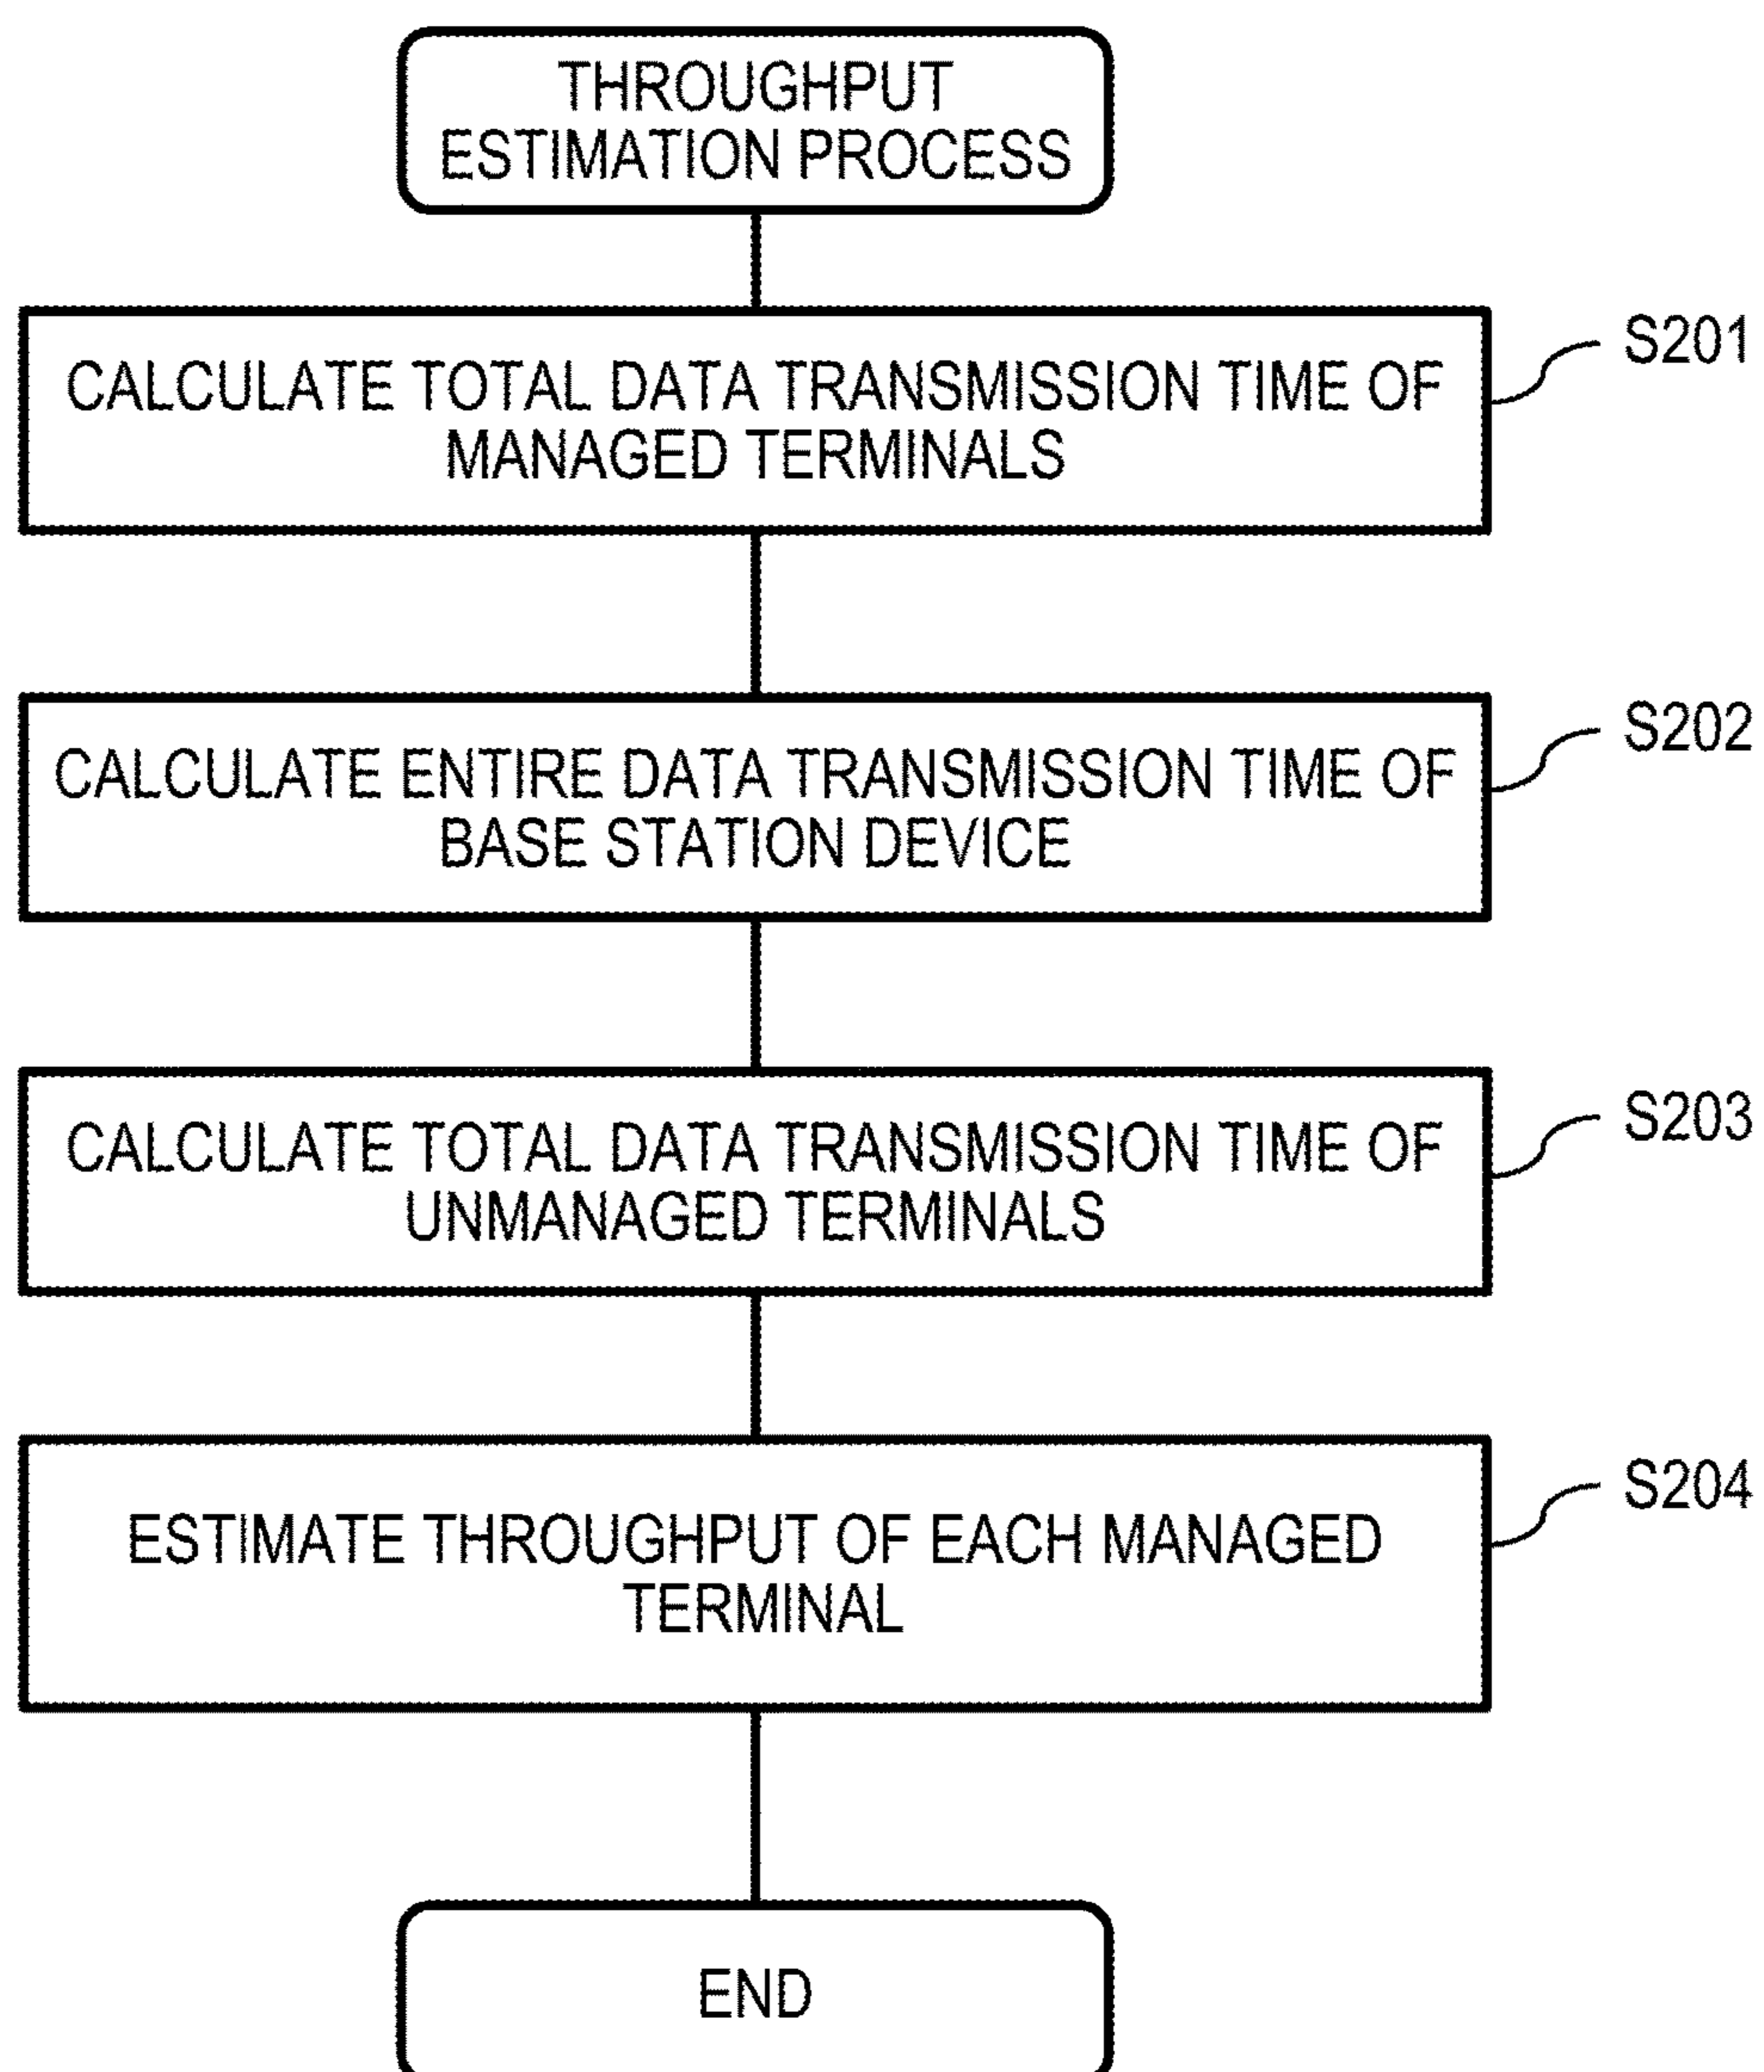 THROUGHPUT
ESTIMATION PROCESS
S201
CALCULATE TOTAL DATA TRANSMISSION TIME OF
MANAGED TERMINALS
S202
CALCULATE ENTIRE DATA TRANSMISSION TIME OF
BASE STATION DEVICE
S203
CALCULATE TOTAL DATA TRANSMISSION TIME OF
UNMANAGED TERMINALS
S204
ESTIMATE THROUGHPUT OF EACH MANAGED
TERMINAL
END